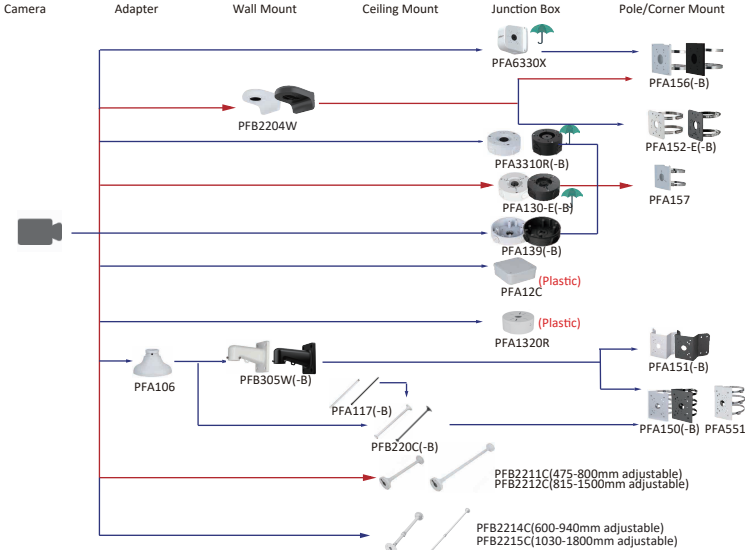 Camera Adapter Wall Mount Ceiling Mount Junction Box Pole/Corner Mount
PFA6330X
PFA156(-B)
PFB2204W
PFA152-E(-B)
PFA3310R(-B)
PFA157
PFA130-E(-B)
PFA139(-B)
(Plastic)
PFA12C
(Plastic)
PFA1320R
PFA151(-B)
PFA106
PFB305W(-B)
PFA117(-B)
PFA150(-B) PFA551
PFB220C(-B)
PFB2211C(475-800mm adjustable)
PFB2212C(815-1500mm adjustable)
PFB2214C(600-940mm adjustable)
PFB2215C(1030-1800mm adjustable)